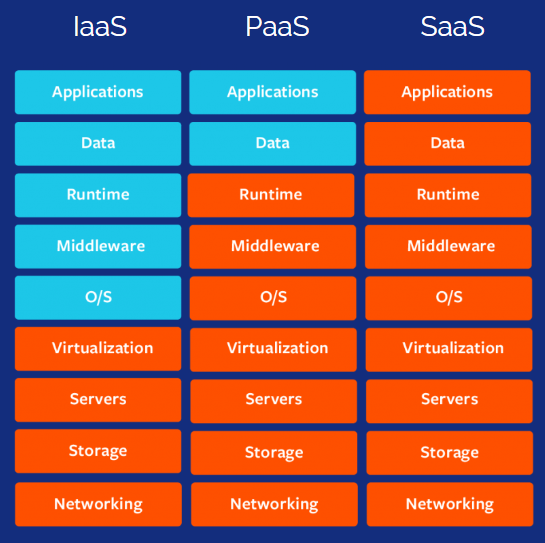 IaaS PaaS SaaS
Applications Applications Applications
Data Data Data
Runtime Runtime Runtime
Middleware Middleware Middleware
O/S O/S O/S
Virtualization Virtualization Virtualization
Servers Servers Servers
Storage Storage Storage
Networking Networking Networking